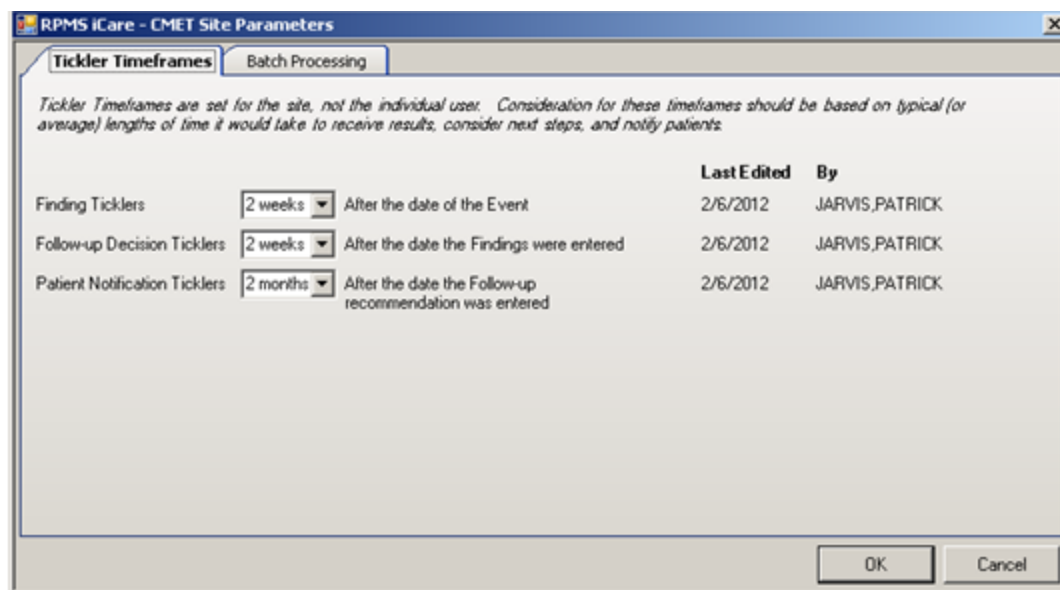 RPMS iCare - CMET Site Parameters
Tickler Timeframes Batch Processing
Tickler Timeframes are set for the site, not the individual user. Consideration for these timeframes should be based on typical (or
average) lengths of time it would take to receive results, consider next steps, and notify patients.
Last Edited By
Finding Ticklers 2 weeks After the date of the Event 2/6/2012 JARVIS,PATRICK
Follow-up Decision Ticklers 2 weeks After the date the Findings were entered 2/6/2012 JARVIS,PATRICK
Patient Notification Ticklers 2 months After the date the Follow-up 2/6/2012 JARVIS,PATRICK
recommendation was entered
OK Cancel